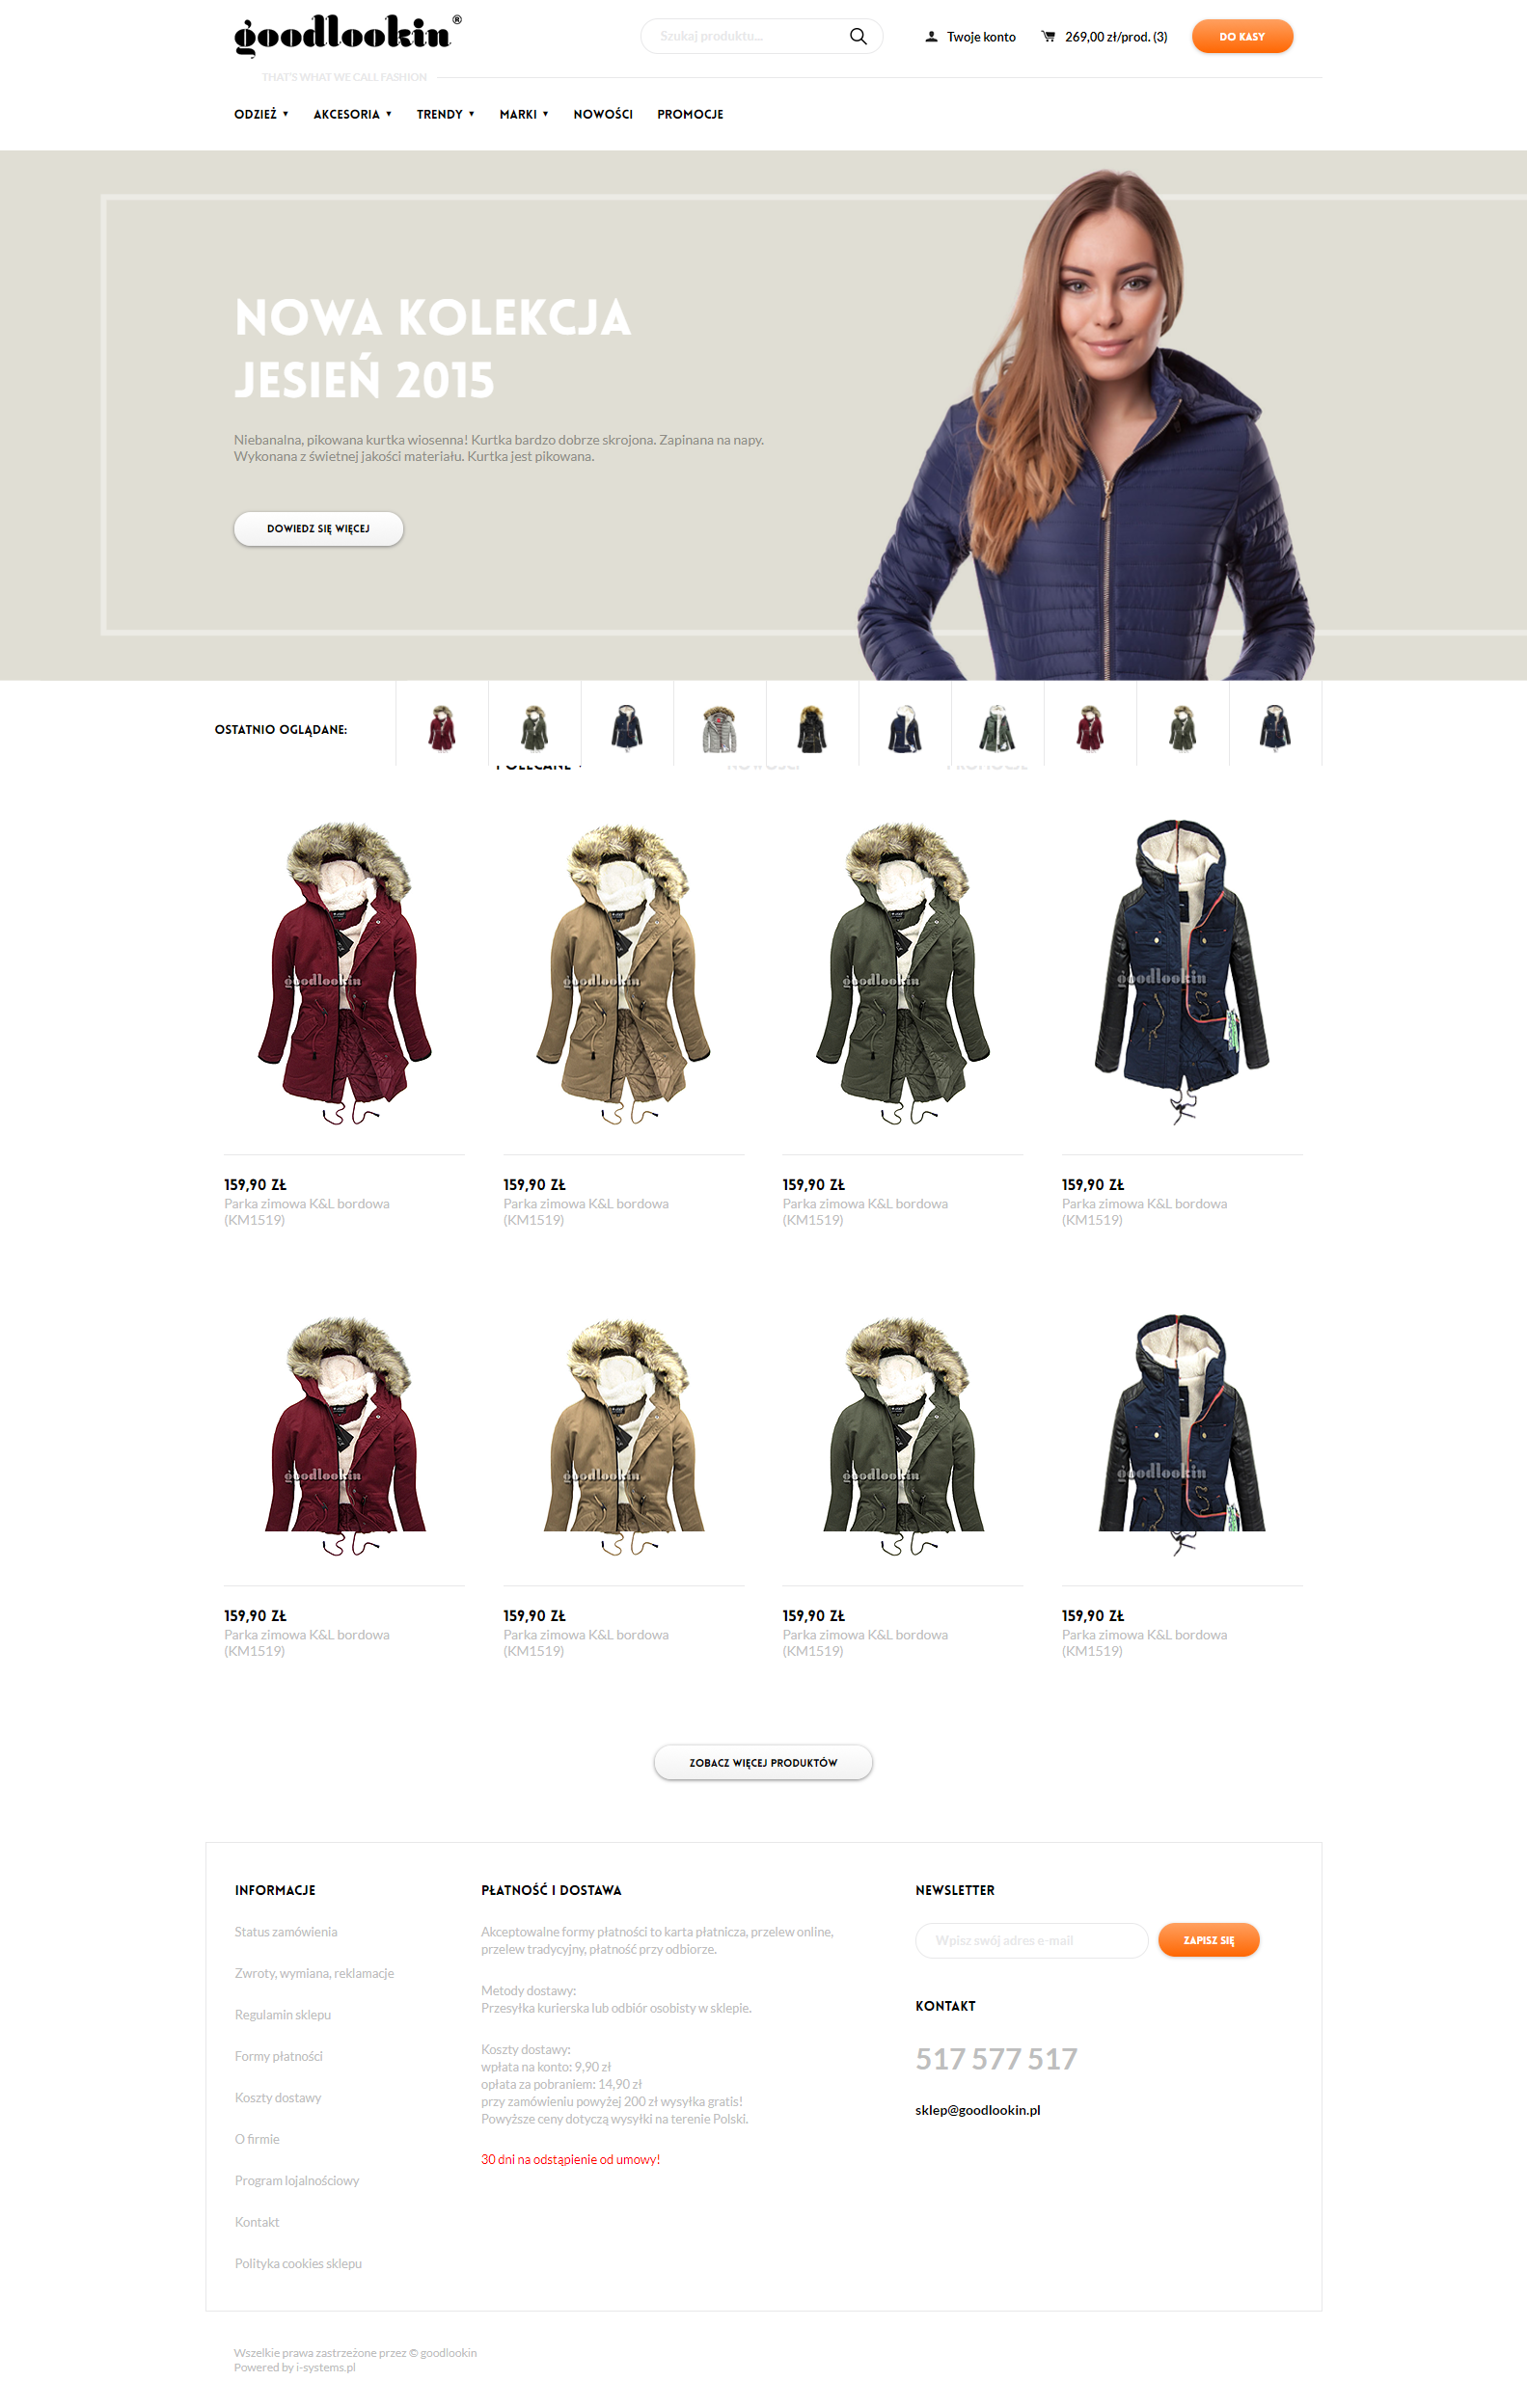 goodlookin®
Szukaj produktu...
Twoje konto
269,00 zł/prod. (3)
DO KASY
THAT'S WHAT WE CALL FASHION
ODZIEŻ ▼ AKCESORIA ▼ TRENDY ▼ MARKI ▼ NOWOŚCI PROMOCJE
NOWA KOLEKCJA
JESIEŃ 2015
Niebanalna, pikowana kurtka wiosenna! Kurtka bardzo dobrze skrojona. Zapinana na napy.
Wykonana z świetnej jakości materiału. Kurtka jest pikowana.
DOWIEDZ SIĘ WIĘCEJ
OSTATNIO OGLĄDANE:
POLECANE NOWOŚCI PROMOCJE
goodlookin goodlookin goodlookin goodlookin
159,90 ZŁ 159,90 ZŁ 159,90 ZŁ 159,90 ZŁ
Parka zimowa K&L bordowa Parka zimowa K&L bordowa Parka zimowa K&L bordowa Parka zimowa K&L bordowa
(KM1519) (KM1519) (KM1519) (KM1519)
goodlookin goodlookin goodlookin goodlookin
159,90 ZŁ 159,90 ZŁ 159,90 ZŁ 159,90 ZŁ
Parka zimowa K&L bordowa Parka zimowa K&L bordowa Parka zimowa K&L bordowa Parka zimowa K&L bordowa
(KM1519) (KM1519) (KM1519) (KM1519)
ZOBACZ WIĘCEJ PRODUKTÓW
INFORMACJE
Status zamówienia
Zwroty, wymiana, reklamacje
Regulamin sklepu
Formy płatności
Koszty dostawy
O firmie
Program lojalnościowy
Kontakt
Polityka cookies sklepu
PŁATNOŚĆ I DOSTAWA
Akceptowalne formy płatności to karta płatnicza, przelew online,
przelew tradycyjny, płatność przy odbiorze.
Metody dostawy:
Przesyłka kurierska lub odbiór osobisty w sklepie.
Koszty dostawy:
wpłata na konto: 9,90 zł
opłata za pobraniem: 14,90 zł
przy zamówieniu powyżej 200 zł wysyłka gratis!
Powyższe ceny dotyczą wysyłki na terenie Polski.
30 dni na odstąpienie od umowy!
NEWSLETTER
Wpisz swój adres e-mail
ZAPISZ SIĘ
KONTAKT
517 577 517
sklep@goodlookin.pl
Wszelkie prawa zastrzeżone przez © goodlookin
Powered by i-systems.pl